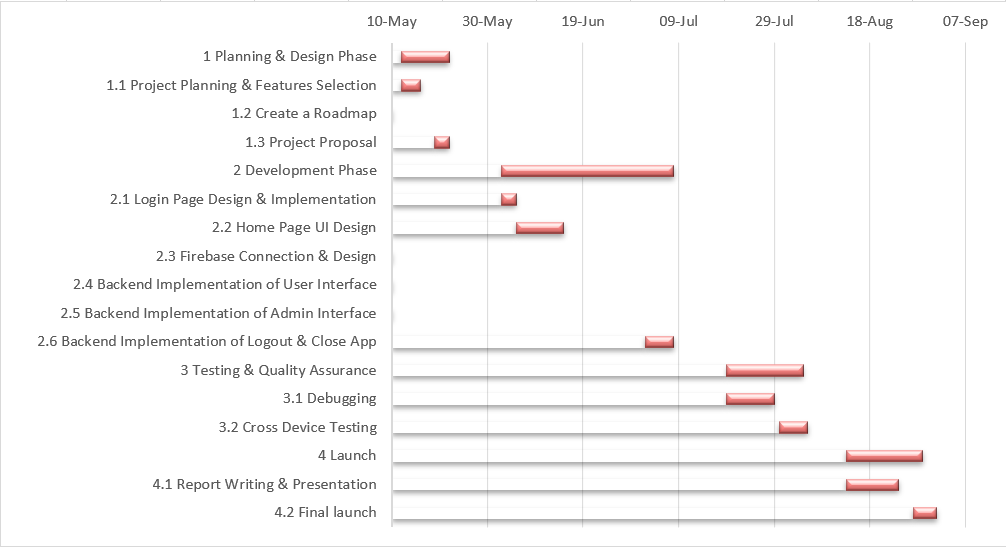 10-May 30-May 19-Jun 09-Jul 29-Jul 18-Aug 07-Sep
1 Planning & Design Phase
1.1 Project Planning & Features Selection
1.2 Create a Roadmap
1.3 Project Proposal
2 Development Phase
2.1 Login Page Design & Implementation
2.2 Home Page UI Design
2.3 Firebase Connection & Design
2.4 Backend Implementation of User Interface
2.5 Backend Implementation of Admin Interface
2.6 Backend Implementation of Logout & Close App
3 Testing & Quality Assurance
3.1 Debugging
3.2 Cross Device Testing
4 Launch
4.1 Report Writing & Presentation
4.2 Final launch